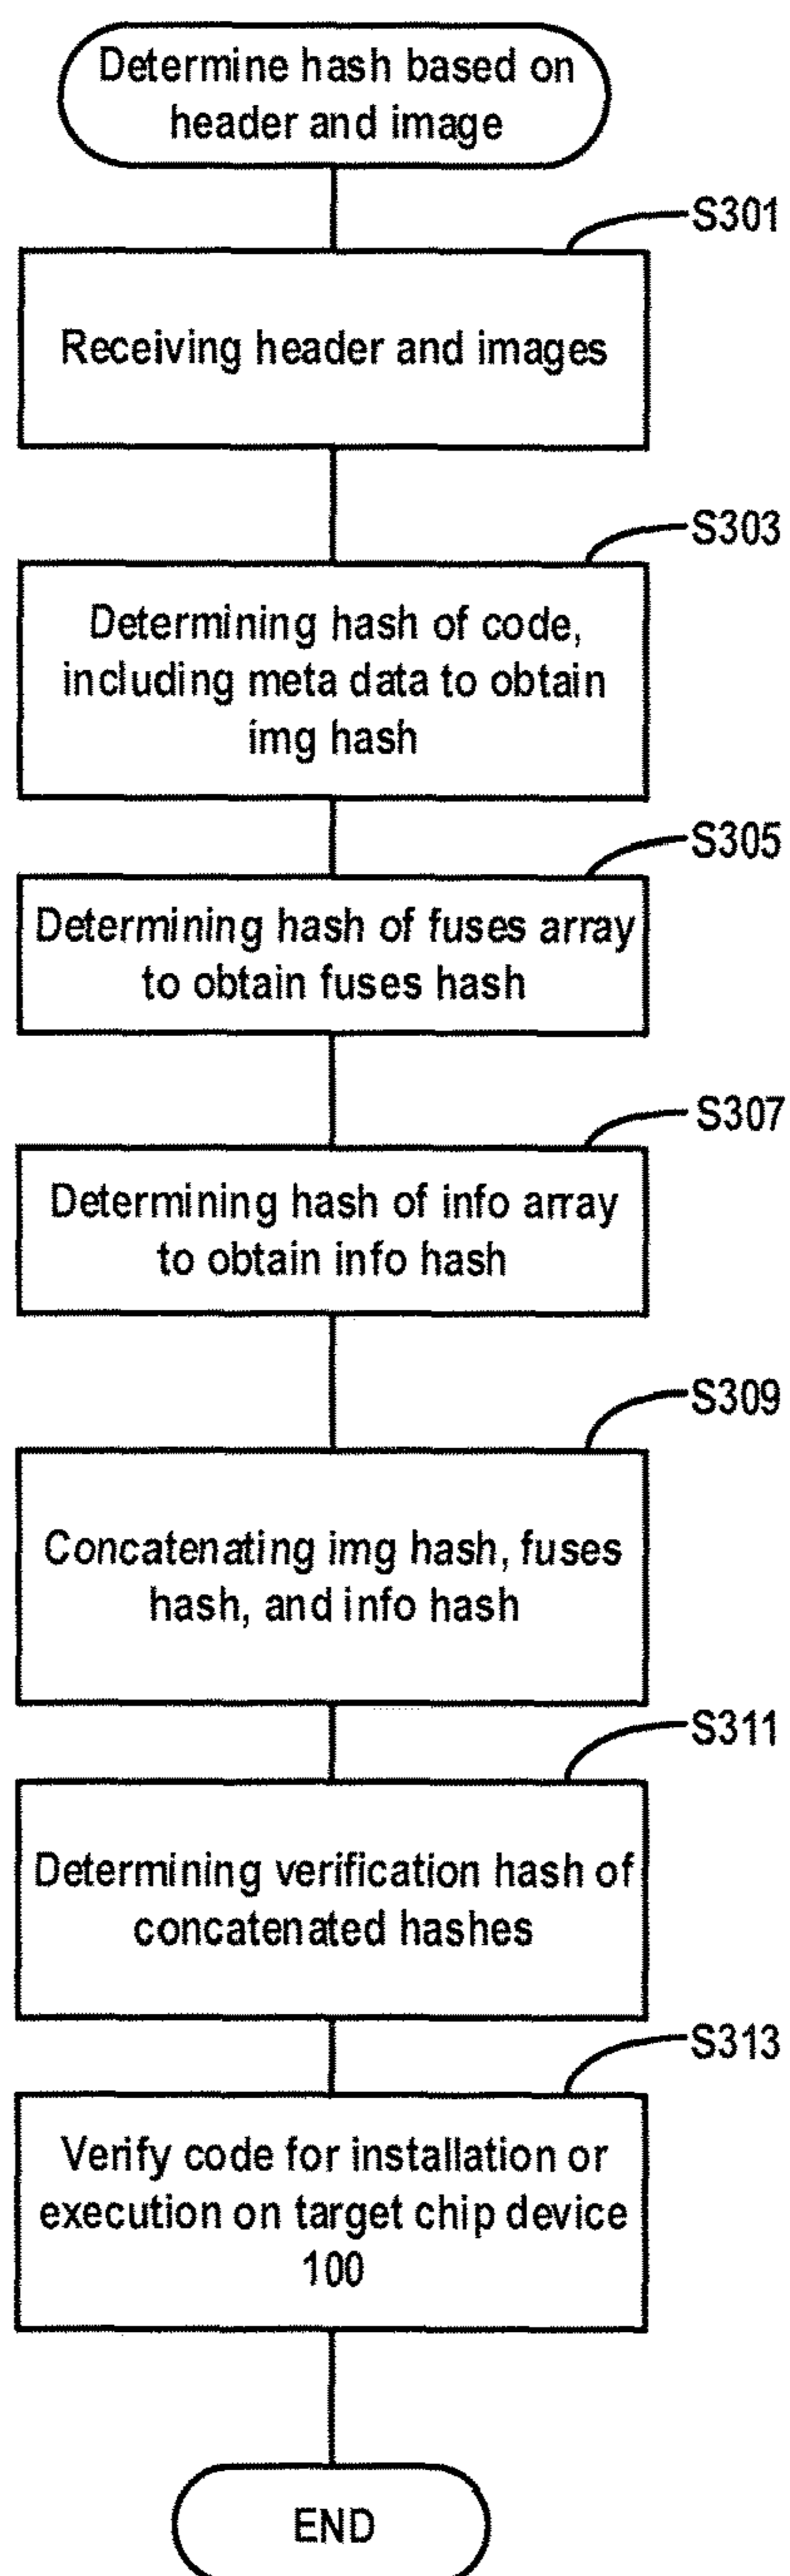 Determine hash based on
header and image
S301
Receiving header and images
S303
Determining hash of code,
including meta data to obtain
img hash
S305
Determining hash of fuses array
to obtain fuses hash
S307
Determining hash of info array
to obtain info hash
S309
Concatenating img hash, fuses
hash, and info hash
S311
Determining verification hash of
concatenated hashes
S313
Verify code for installation or
execution on target chip device
100
END